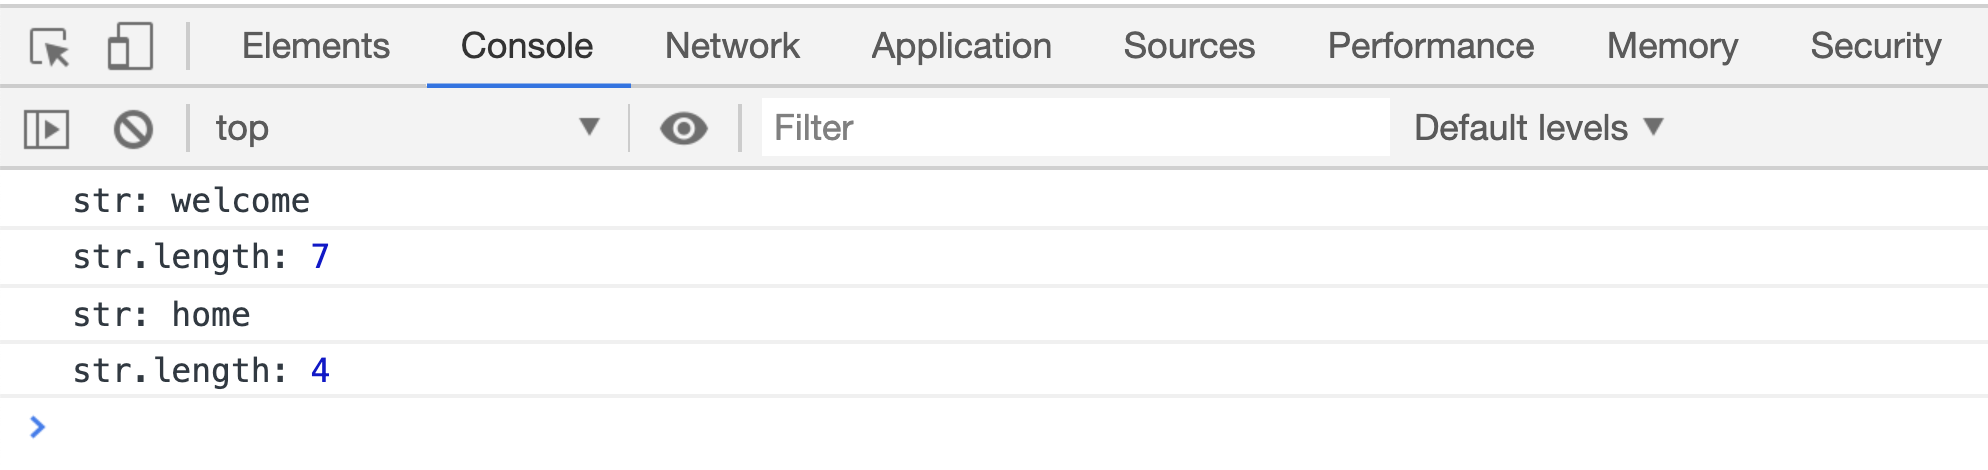 Elements Console Network Application Sources Performance Memory Security
top Filter Default levels
str: welcome
str.length: 7
str: home
str.length: 4